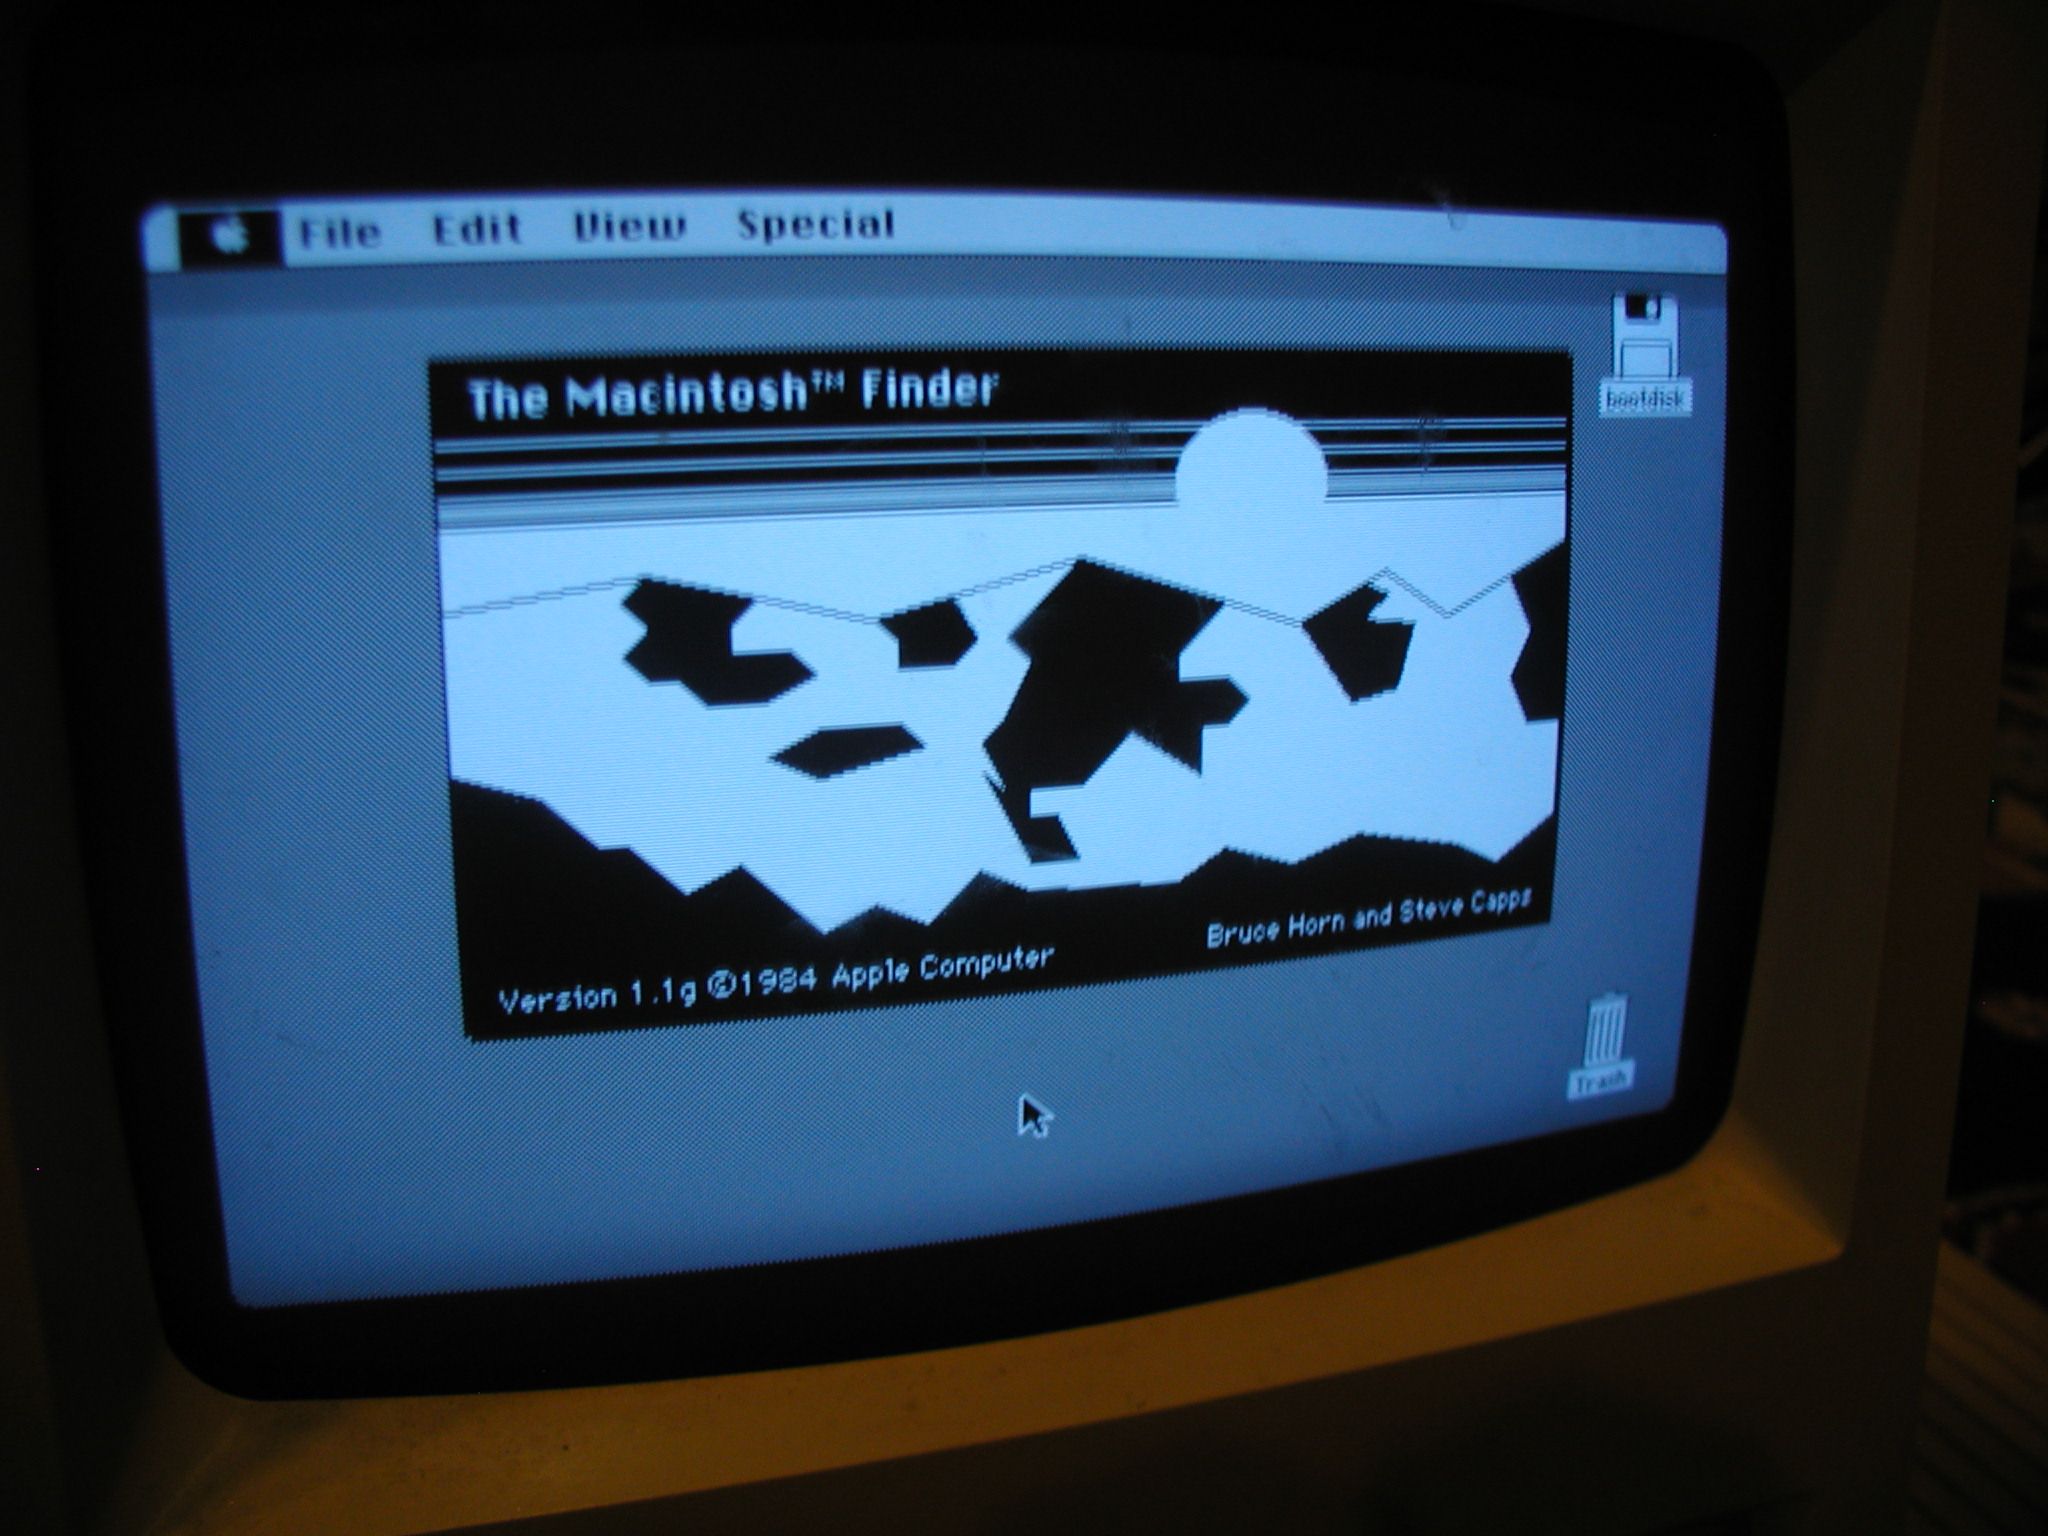 File Edit View Special
The Macintosh™ Finder
bootdisk
Version 1.1g ©1984 Apple Computer
Bruce Horn and Steve Capps
Trash